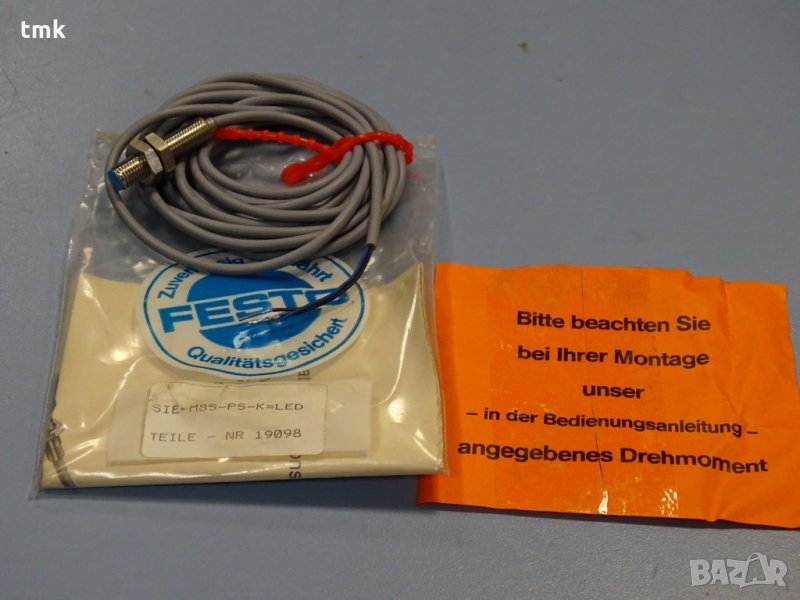 tmk
FESTO
Qualitätsgesichert
SIE-M8S-PS-K=LED
TEILE - NR 19098
Bitte beachten Sie
bei Ihrer Montage
unser
- in der Bedienungsanleitung -
angegebenes Drehmoment
BAZAR